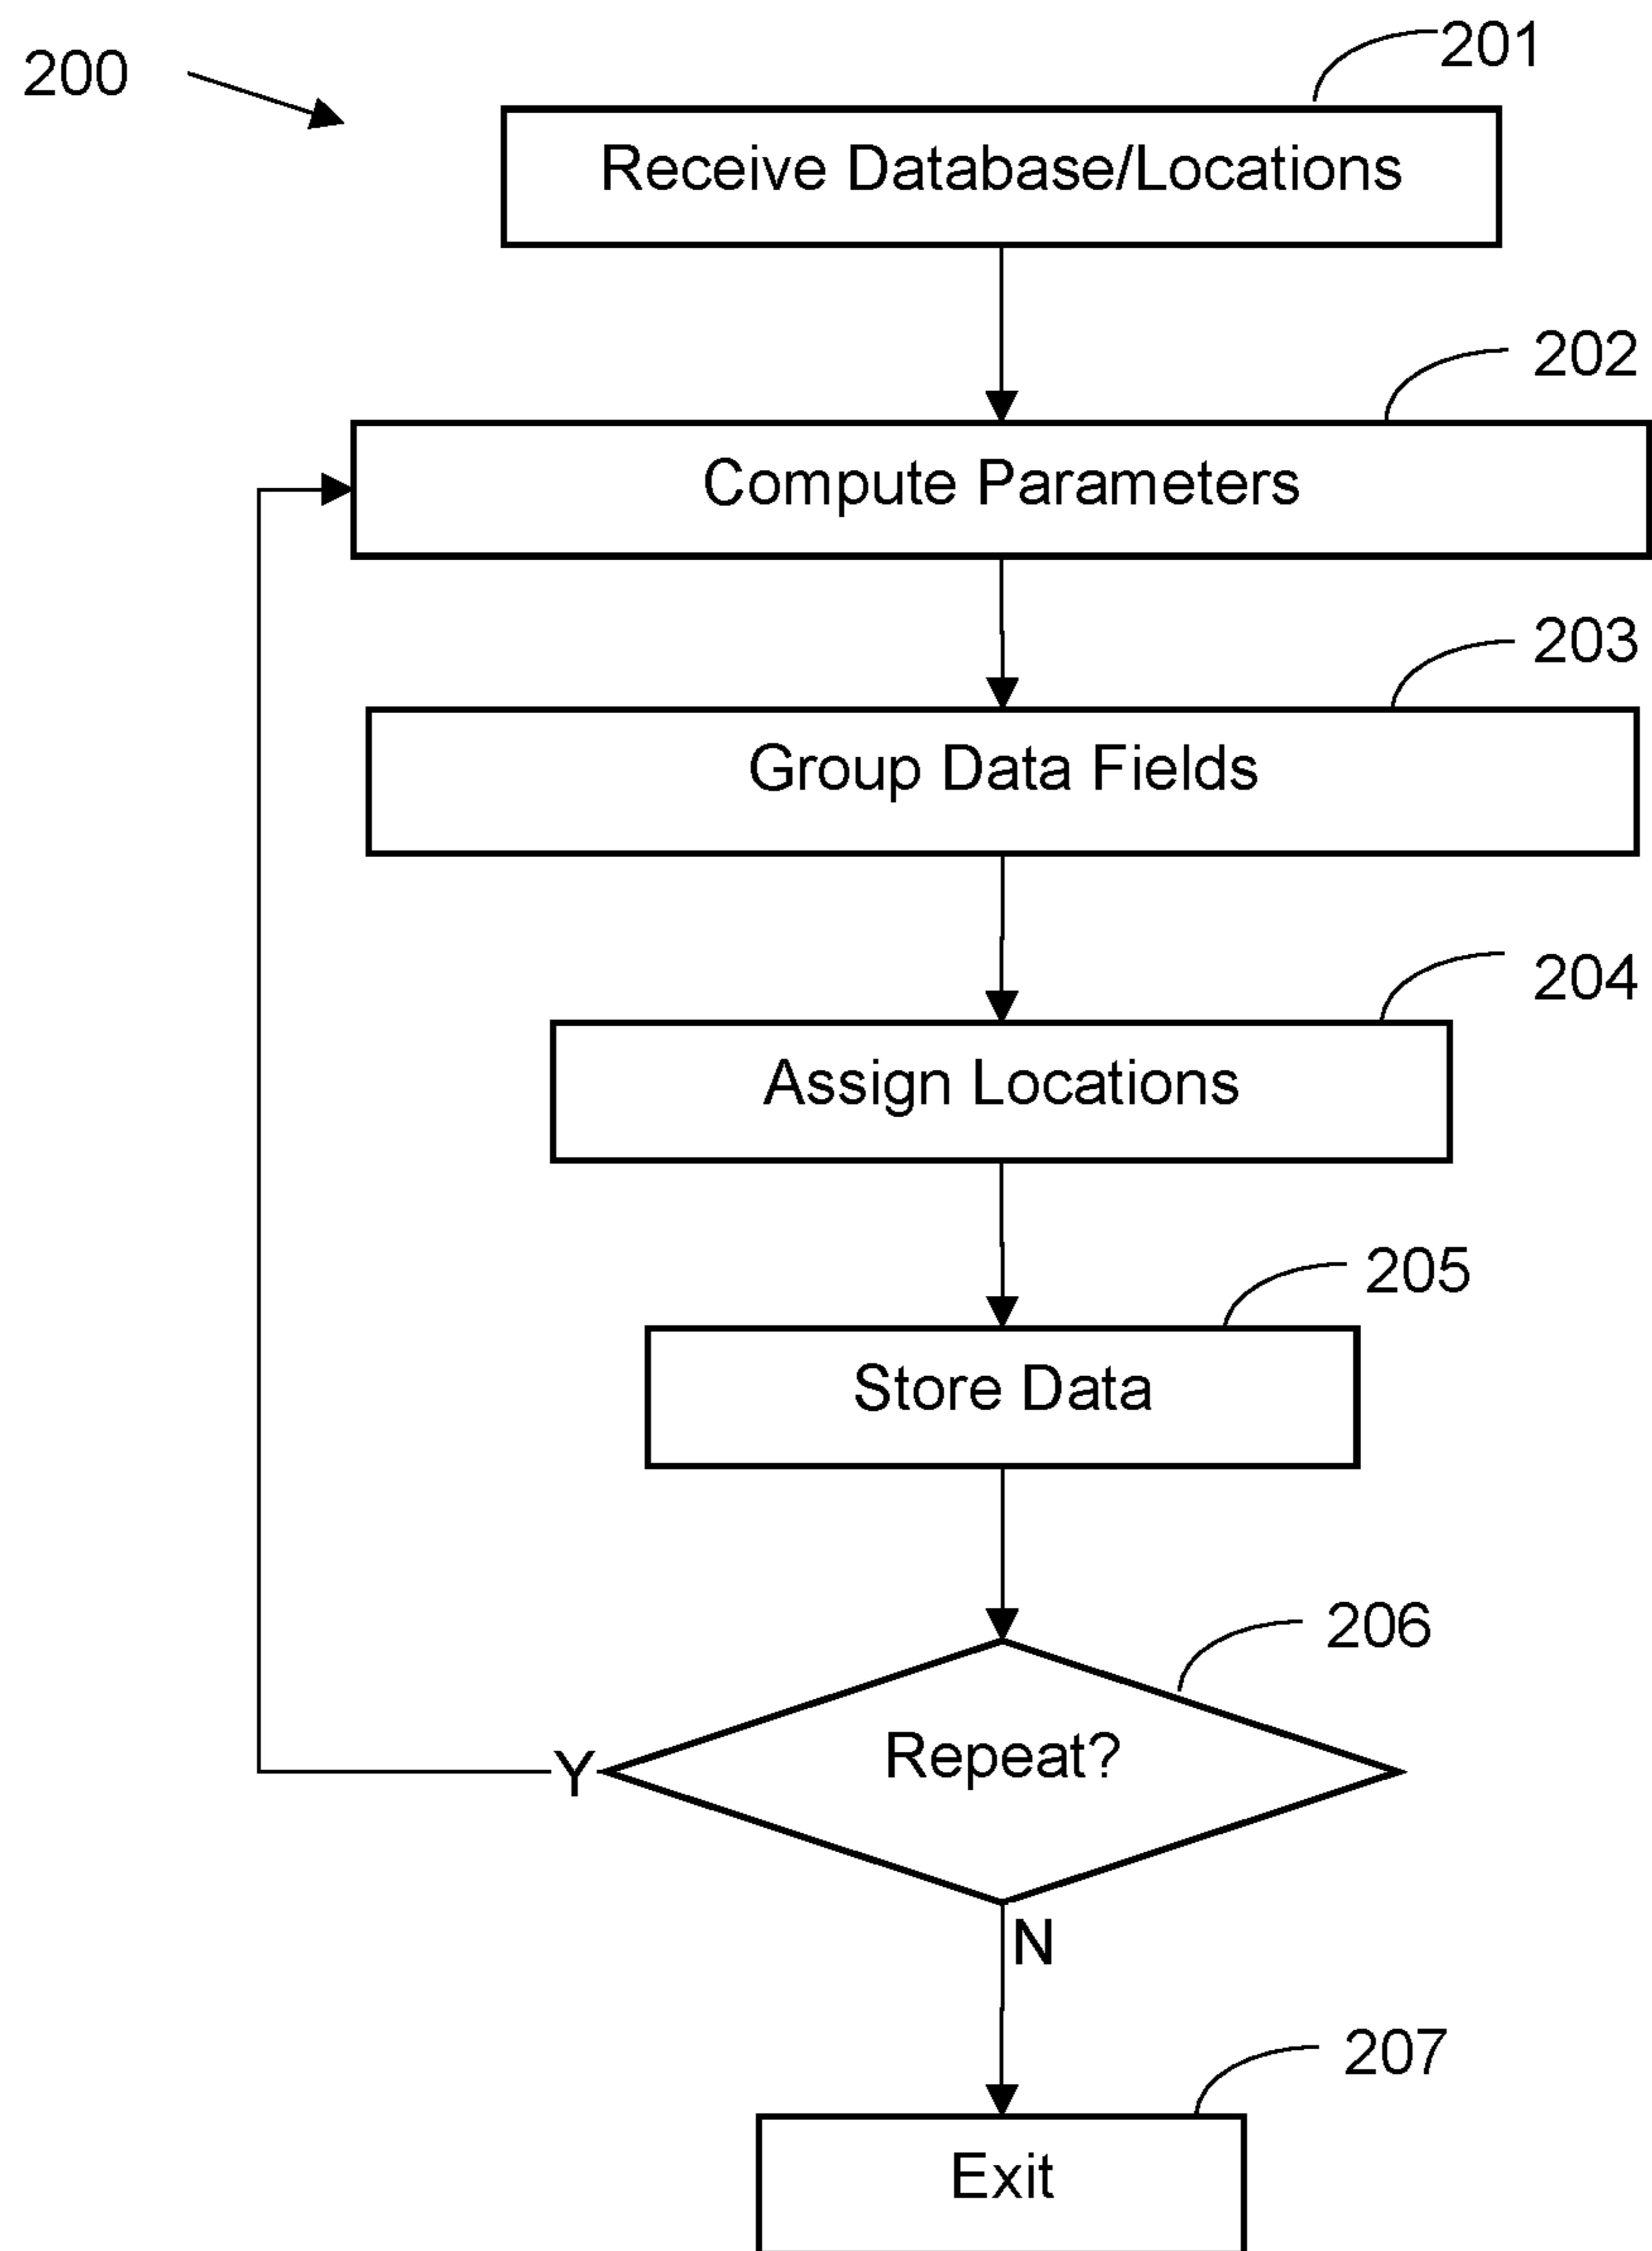 200
201
Receive Database/Locations
202
Compute Parameters
203
Group Data Fields
204
Assign Locations
205
Store Data
206
Repeat?
Y
N
207
Exit